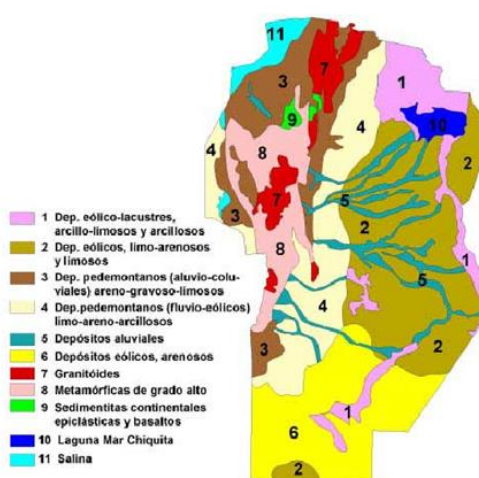 11
7
3
1
4
10
9
8
4
2
5
7
3
2
8
5
1
4
2
3
1
6
2
1 Dep. eólico-lacustres,
arcillo-limosos y arcillosos
2 Dep. eólicos, limo-arenosos
y limosos
3 Dep. pedemontanos (aluvio-colu-
viales) areno-gravoso-limosos
4 Dep.pedemontanos (fluvio-eólicos)
limo-areno-arcillosos
5 Depósitos aluviales
6 Depósitos eólicos, arenosos
7 Granitóides
8 Metamórficas de grado alto
9 Sedimentitas continentales
epiclásticas y basaltos
10 Laguna Mar Chiquita
11 Salina